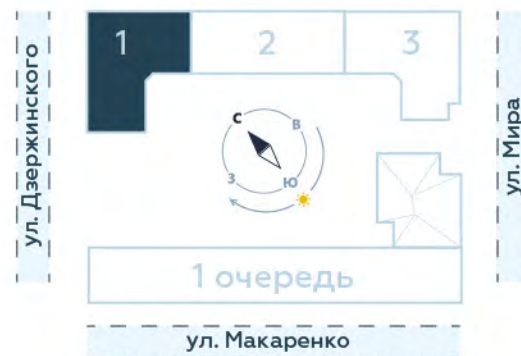 1
2
3
ул. Дзержинского
С
В
З
Ю
ул. Мира
1 очередь
ул. Макаренко